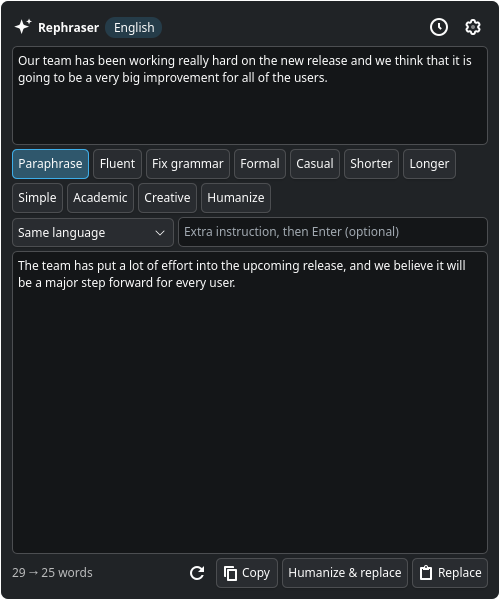 Rephraser English
Our team has been working really hard on the new release and we think that it is
going to be a very big improvement for all of the users.
Paraphrase Fluent Fix grammar Formal Casual Shorter Longer
Simple Academic Creative Humanize
Same language Extra instruction, then Enter (optional)
The team has put a lot of effort into the upcoming release, and we believe it will
be a major step forward for every user.
29 → 25 words Copy Humanize & replace Replace